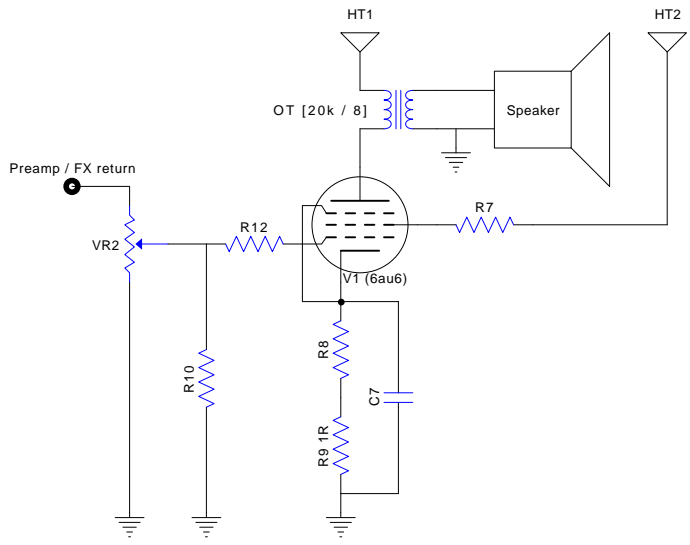 HT1
HT2
OT [20k / 8]
Speaker
Preamp / FX return
R12
R7
VR2
V1 (6au6)
R8
R10
C7
R9 1R